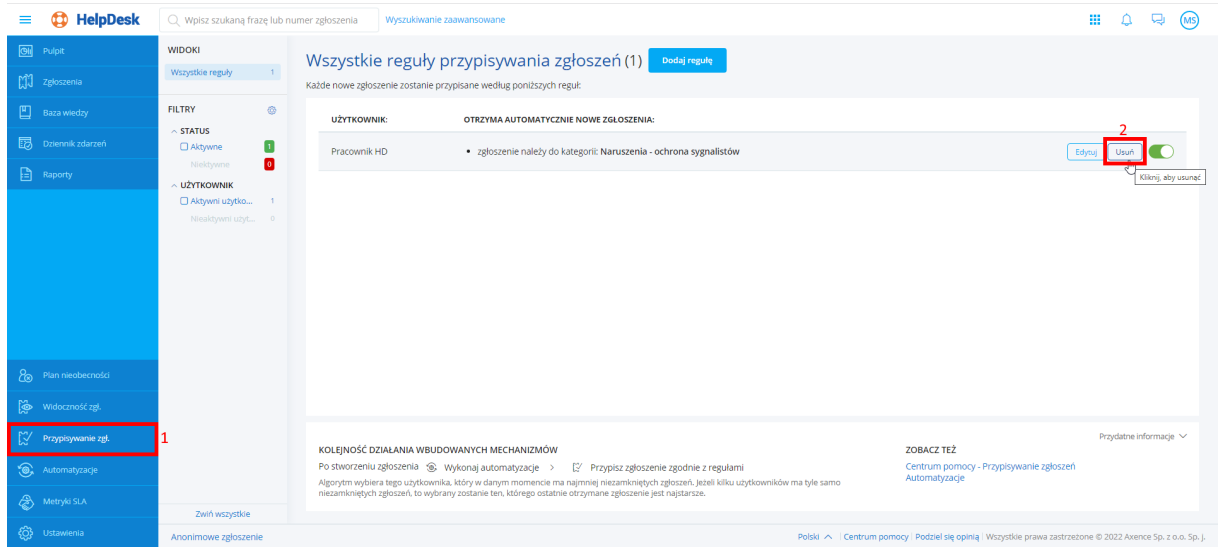 HelpDesk
Wpisz szukaną frazę lub numer zgłoszenia
Wyszukiwanie zaawansowane
MS
Pulpit
Zgłoszenia
Baza wiedzy
Dziennik zdarzeń
Raporty
Plan nieobecności
Widoczność zgł.
Przypisywanie zgł.
1
Automatyzacje
Metryki SLA
Ustawienia
WIDOKI
Wszystkie reguły 1
FILTRY
STATUS
Aktywne 1
Niektywne 0
UŻYTKOWNIK
Aktywni użytko... 1
Nieaktywni użyt... 0
Zwiń wszystkie
Wszystkie reguły przypisywania zgłoszeń (1)
Dodaj regułę
Każde nowe zgłoszenie zostanie przypisane według poniższych reguł:
UŻYTKOWNIK: OTRZYMA AUTOMATYCZNIE NOWE ZGŁOSZENIA:
2
Pracownik HD • zgłoszenie należy do kategorii: Naruszenia - ochrona sygnalistów Edytuj Usuń
Kliknij, aby usunąć
Przydatne informacje
KOLEJNOŚĆ DZIAŁANIA WBUDOWANYCH MECHANIZMÓW
Po stworzeniu zgłoszenia Wykonaj automatyzacje > Przypisz zgłoszenie zgodnie z regułami
Algorytm wybiera tego użytkownika, który w danym momencie ma najmniej niezamkniętych zgłoszeń. Jeżeli kilku użytkowników ma tyle samo
niezamkniętych zgłoszeń, to wybrany zostanie ten, którego ostatnie otrzymane zgłoszenie jest najstarsze.
ZOBACZ TEŻ
Centrum pomocy - Przypisywanie zgłoszeń
Automatyzacje
Anonimowe zgłoszenie
Polski | Centrum pomocy | Podziel się opinią | Wszystkie prawa zastrzeżone © 2022 Axence Sp. z o.o. Sp. j.